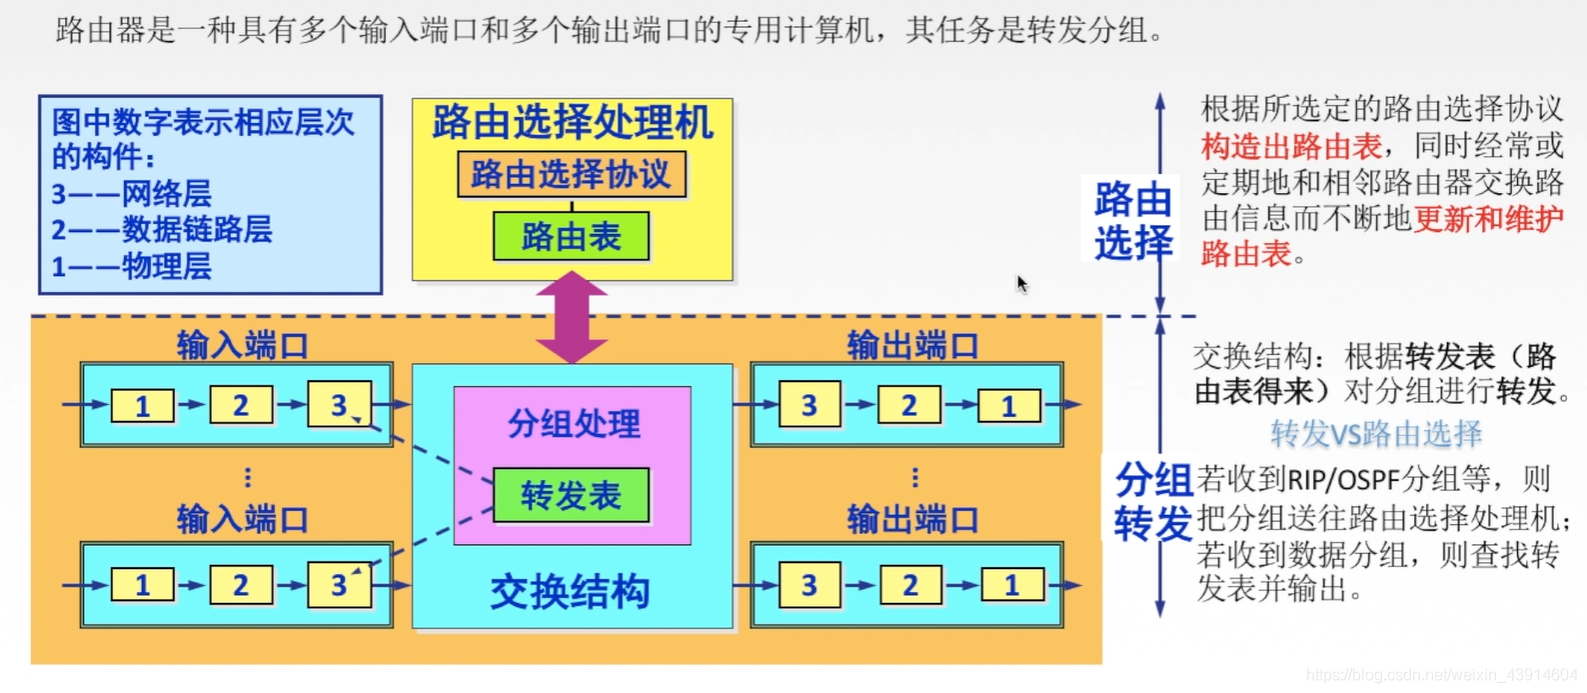 路由器是一种具有多个输入端口和多个输出端口的专用计算机，其任务是转发分组。
图中数字表示相应层次
的构件：
3——网络层
2——数据链路层
1——物理层
路由选择处理机
路由选择协议
路由表
路由
选择
根据所选定的路由选择协议
构造出路由表，同时经常或
定期地和相邻路由器交换路
由信息而不断地更新和维护
路由表。
输入端口
1 2 3
⋮
输入端口
1 2 3
分组处理
转发表
交换结构
输出端口
3 2 1
⋮
输出端口
3 2 1
分组
转发
交换结构：根据转发表（路
由表得来）对分组进行转发。
转发VS路由选择
若收到RIP/OSPF分组等，则
把分组送往路由选择处理机；
若收到数据分组，则查找转
发表并输出。
https://blog.csdn.net/weixin_43914604